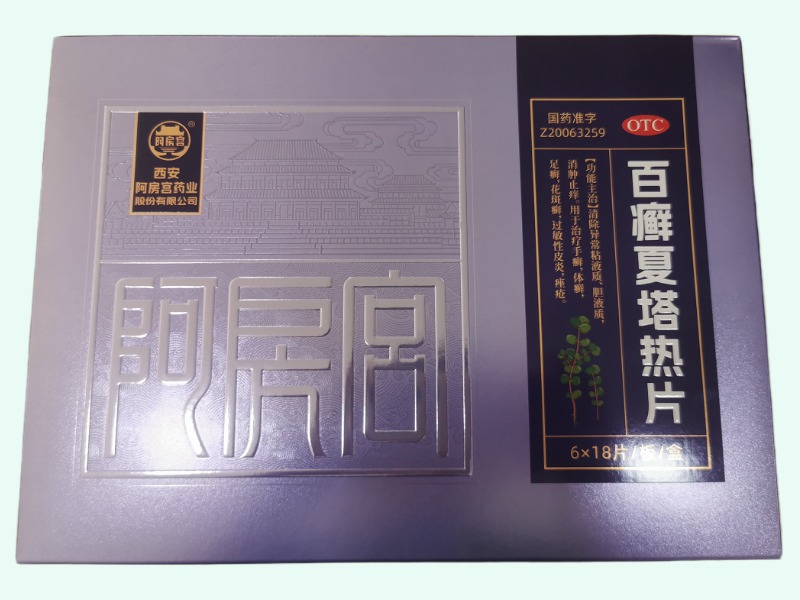 阿房宫
®
西安
阿房宫药业
股份有限公司
阿房宫
国药准字
Z20063259
OTC
百癣夏塔热片
【功能主治】清除异常粘液质、胆液质，
消肿止痒。用于治疗手癣，体癣，
足癣，花斑癣，过敏性皮炎，痤疮。
6×18片/板/盒